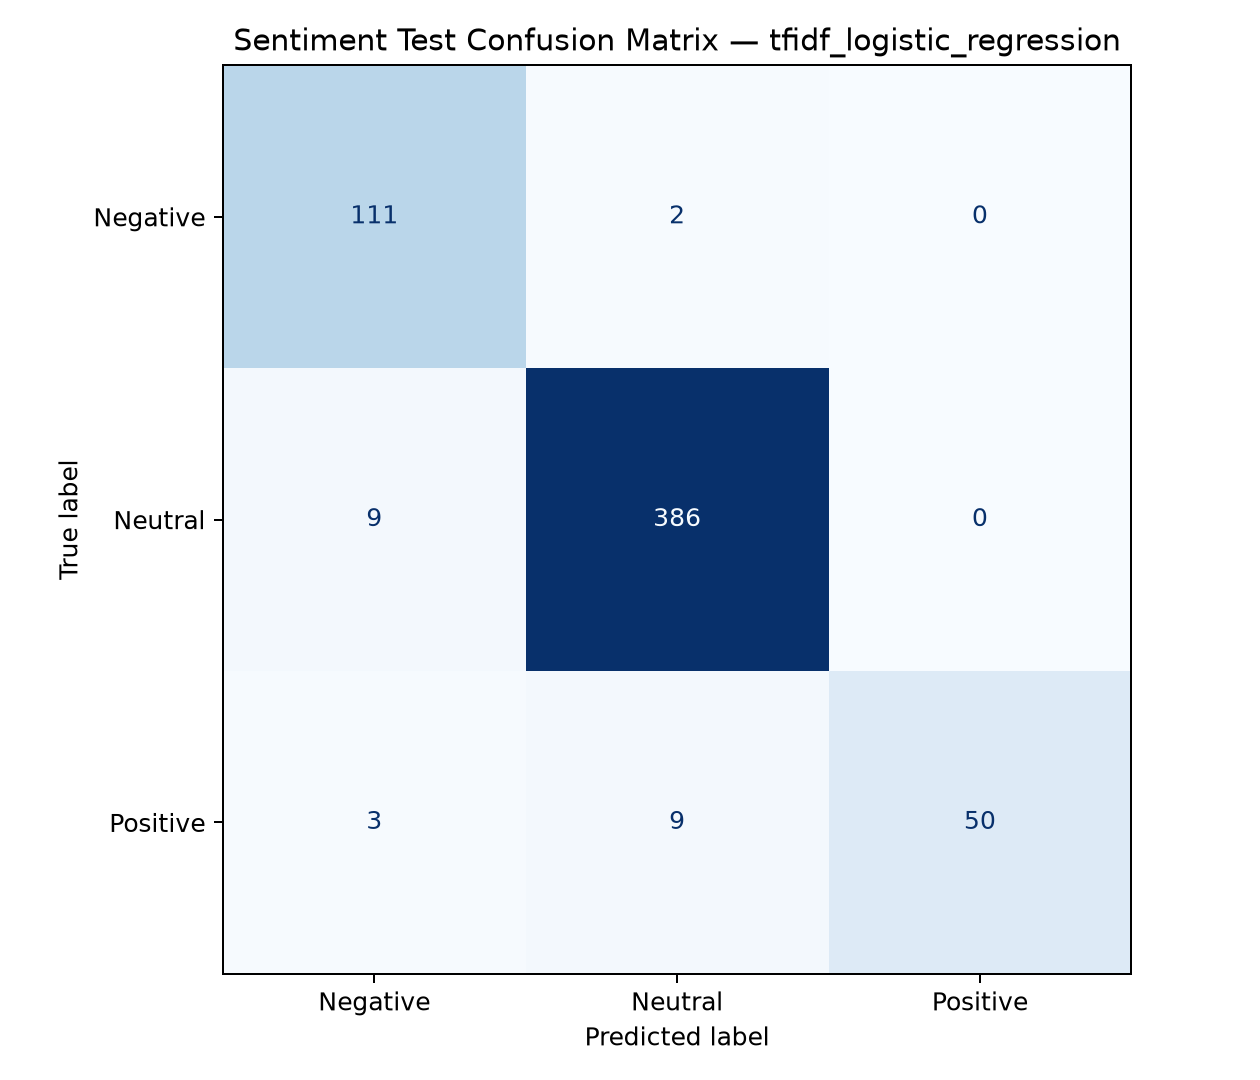 Sentiment Test Confusion Matrix — tfidf_logistic_regression
Negative 111 2 0
True label
Neutral 9 386 0
Positive 3 9 50
Negative Neutral Positive
Predicted label